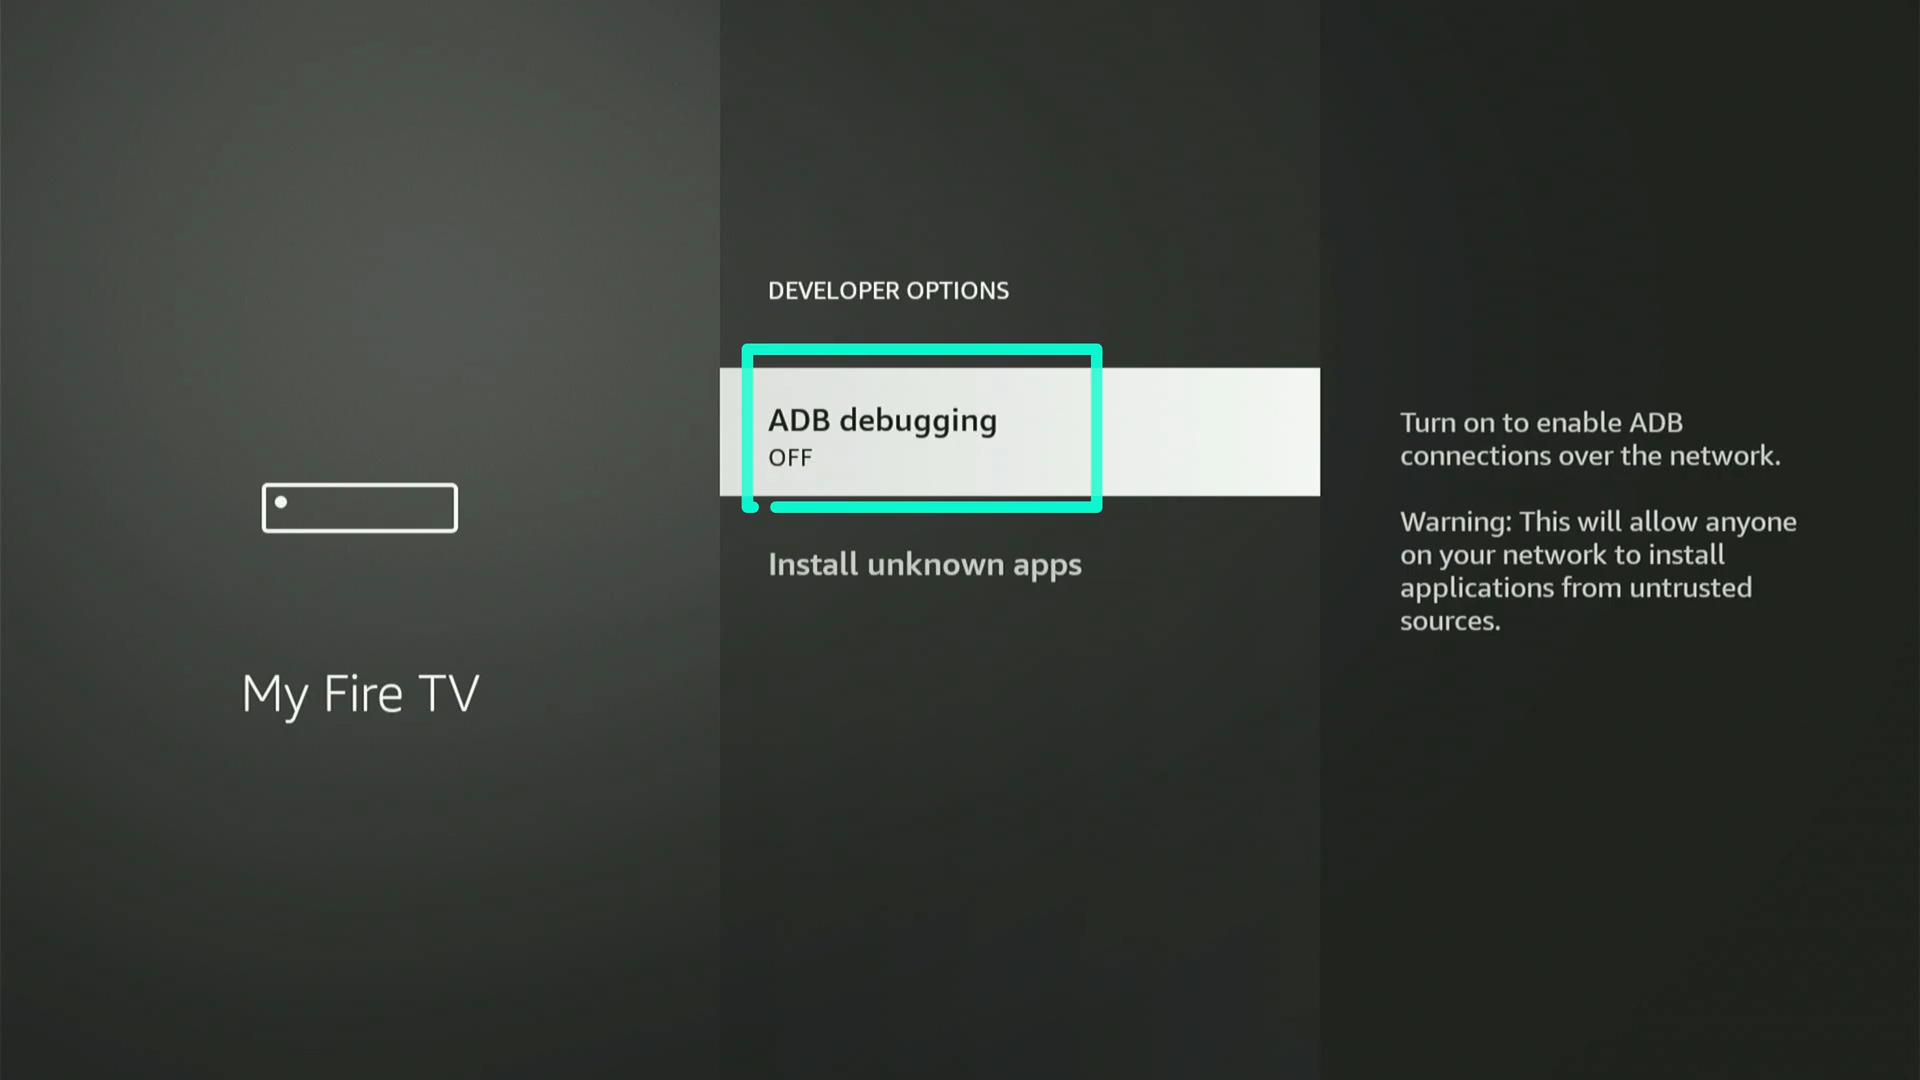 DEVELOPER OPTIONS
ADB debugging
OFF
Install unknown apps
My Fire TV
Turn on to enable ADB
connections over the network.
Warning: This will allow anyone
on your network to install
applications from untrusted
sources.